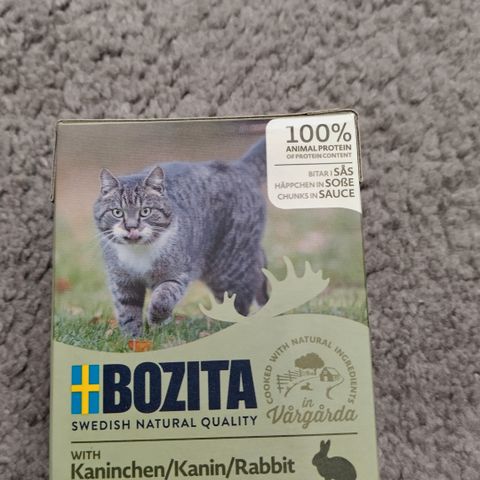 100%
ANIMAL PROTEIN
OF PROTEIN CONTENT
BITAR I SÅS
HÄPPCHEN IN SOßE
CHUNKS IN SAUCE
BOZITA
SWEDISH NATURAL QUALITY
COOKED WITH NATURAL INGREDIENTS
in
Vårgårda
WITH
Kaninchen/Kanin/Rabbit